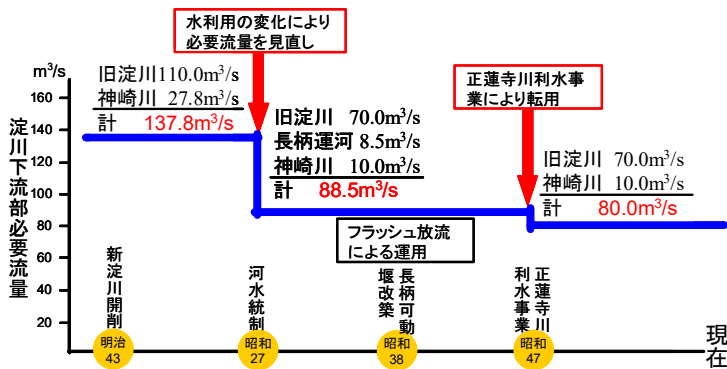 水利用の変化により
必要流量を見直し
正蓮寺川利水事
業により転用
m³/s
淀川下流部必要流量
160
140
120
100
80
60
40
20
旧淀川110.0m³/s
神崎川 27.8m³/s
計 137.8m³/s
旧淀川 70.0m³/s
長柄運河 8.5m³/s
神崎川 10.0m³/s
計 88.5m³/s
旧淀川 70.0m³/s
神崎川 10.0m³/s
計 80.0m³/s
フラッシュ放流
による運用
新淀川開削
河水統制
長柄可動
堰改築
正蓮寺川
利水事業
明治
43
昭和
27
昭和
38
昭和
47
現在